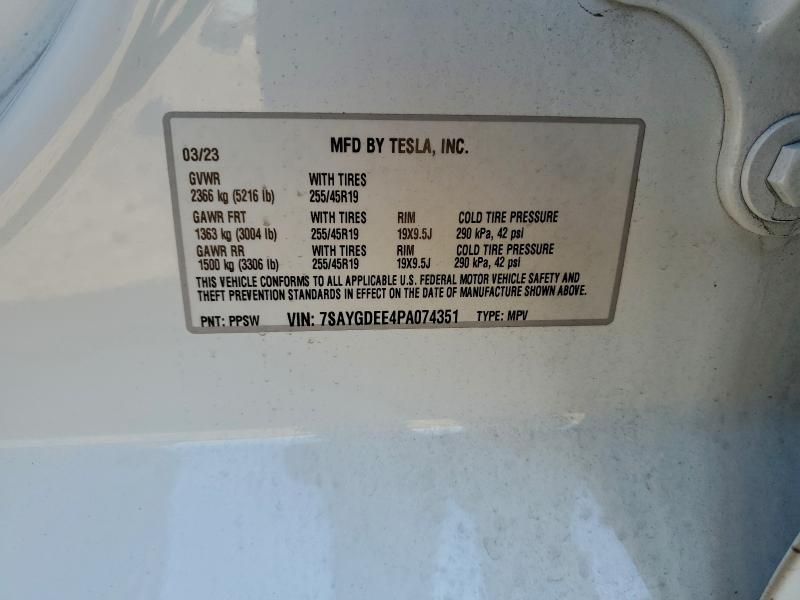 MFD BY TESLA, INC.
03/23
GVWR WITH TIRES
2366 kg (5216 lb) 255/45R19
GAWR FRT WITH TIRES RIM COLD TIRE PRESSURE
1363 kg (3004 lb) 255/45R19 19X9.5J 290 kPa, 42 psi
GAWR RR WITH TIRES RIM COLD TIRE PRESSURE
1500 kg (3306 lb) 255/45R19 19X9.5J 290 kPa, 42 psi
THIS VEHICLE CONFORMS TO ALL APPLICABLE U.S. FEDERAL MOTOR VEHICLE SAFETY AND
THEFT PREVENTION STANDARDS IN EFFECT ON THE DATE OF MANUFACTURE SHOWN ABOVE.
PNT: PPSW VIN: 7SAYGDEE4PA074351 TYPE: MPV